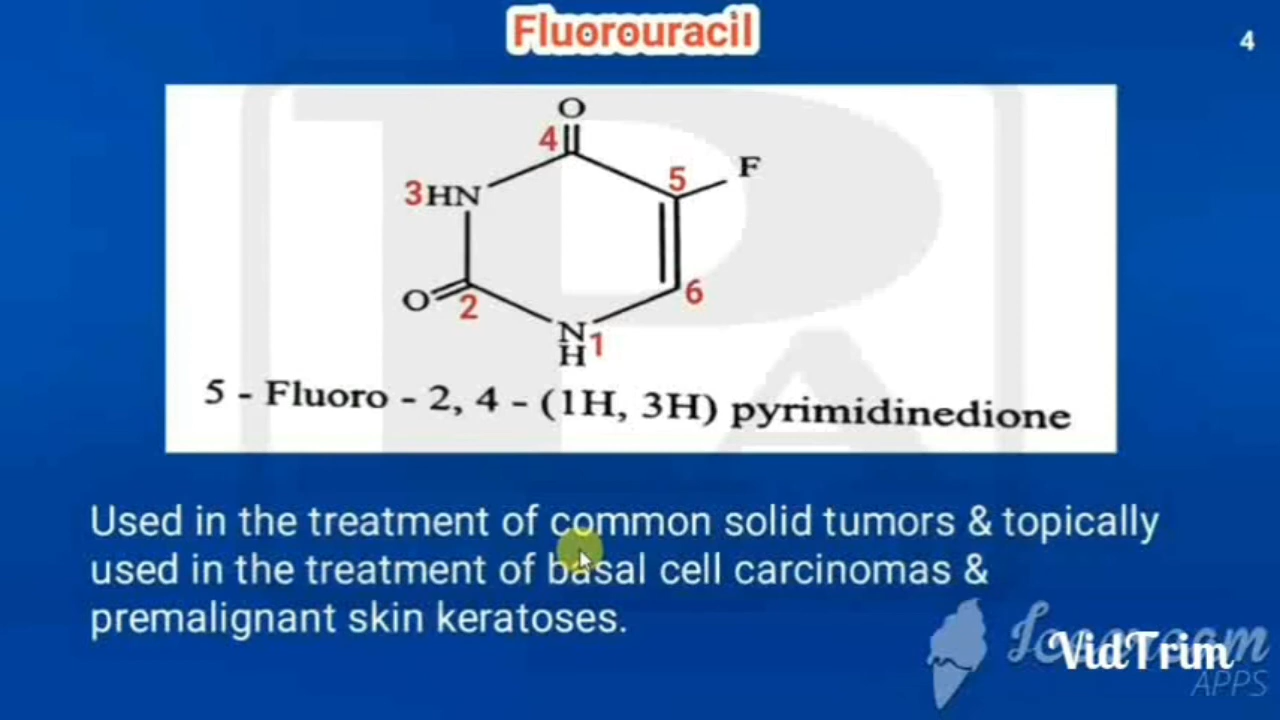 Fluorouracil
4
O
4
5
F
3HN
O
2
6
N
H
1
5 - Fluoro - 2, 4 - (1H, 3H) pyrimidinedione
Used in the treatment of common solid tumors & topically
used in the treatment of basal cell carcinomas &
premalignant skin keratoses.
VidTrim
APPS